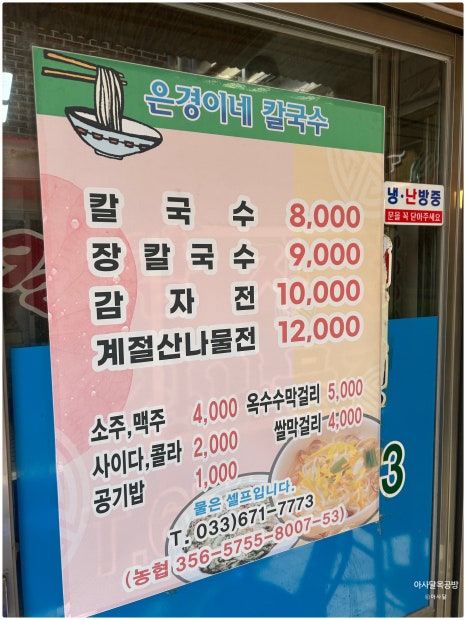 은경이네 칼국수
칼국수 8,000
장칼국수 9,000
감자전 10,000
계절산나물전 12,000
소주,맥주 4,000
사이다,콜라 2,000
공기밥 1,000
옥수수막걸리 5,000
쌀막걸리 4,000
물은 셀프입니다.
T. 033)671-7773
(농협 356-5755-8007-53)
냉·난방중
문을 꼭 닫아주세요
3
아사달목공방
©아사달